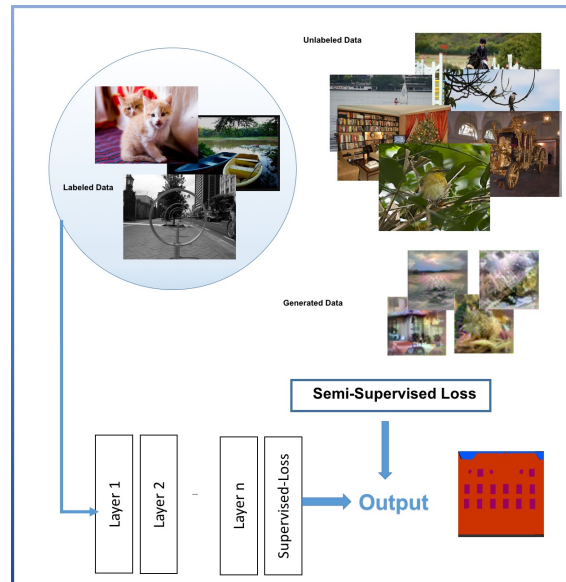 Unlabeled Data
Labeled Data
Generated Data
Semi-Supervised Loss
Layer 1
Layer 2
...
Layer n
Supervised-Loss
Output